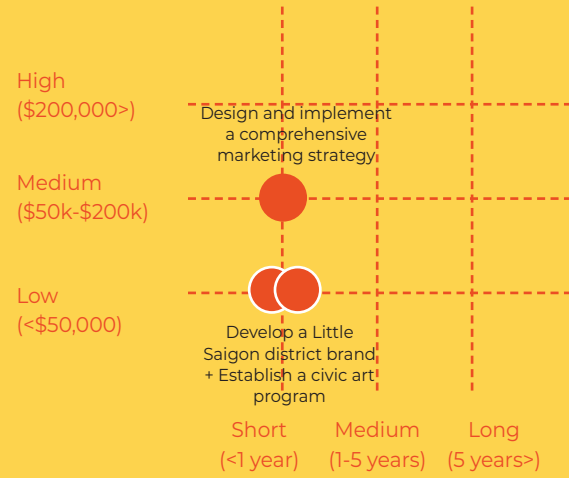 High
($200,000>)
Design and implement
a comprehensive
marketing strategy
Medium
($50k-$200k)
Low
(<$50,000)
Develop a Little
Saigon district brand
+ Establish a civic art
program
Short
(<1 year)
Medium
(1-5 years)
Long
(5 years>)